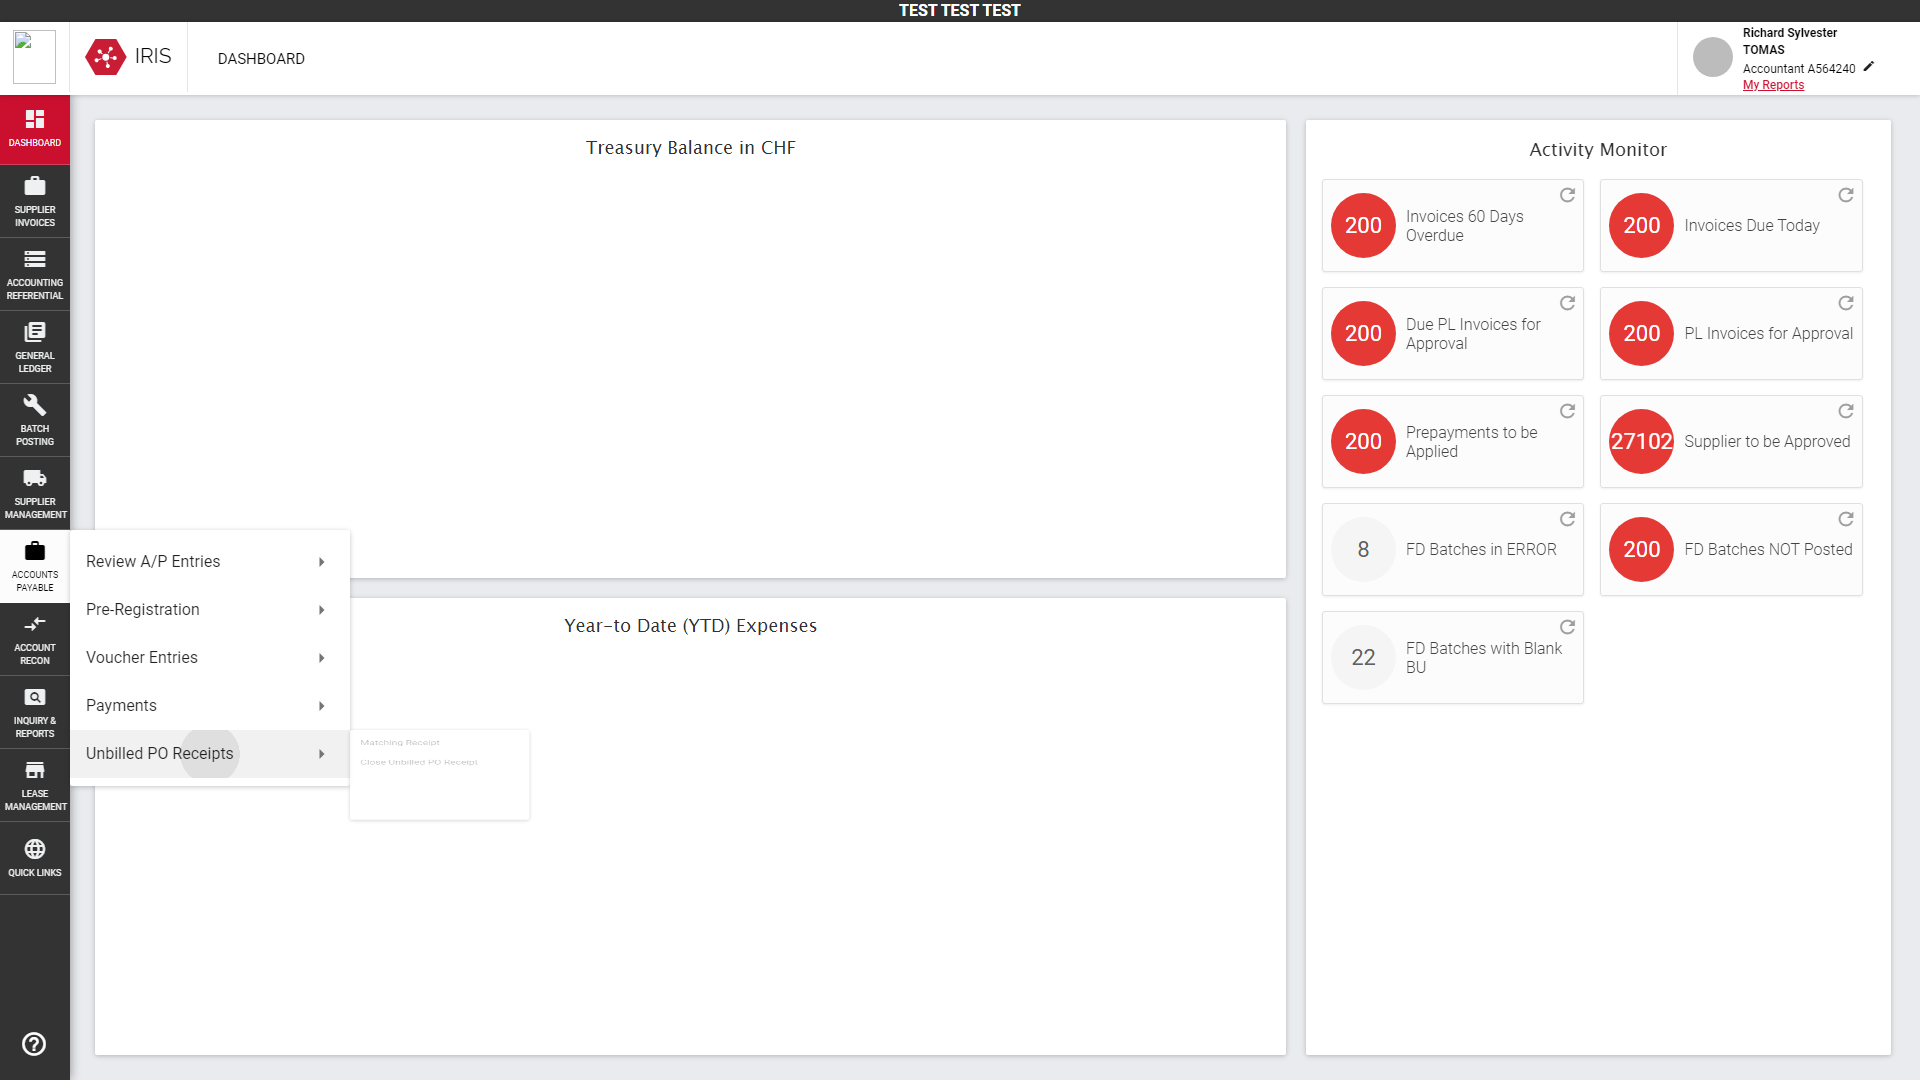 TEST TEST TEST
IRIS
DASHBOARD
Richard Sylvester
TOMAS
Accountant A564240
My Reports
DASHBOARD
SUPPLIER
INVOICES
ACCOUNTING
REFERENTIAL
GENERAL
LEDGER
BATCH
POSTING
SUPPLIER
MANAGEMENT
ACCOUNTS
PAYABLE
ACCOUNT
RECON
INQUIRY &
REPORTS
LEASE
MANAGEMENT
QUICK LINKS
Review A/P Entries
Pre-Registration
Voucher Entries
Payments
Unbilled PO Receipts
Matching Receipt
Close Unbilled PO Receipt
Treasury Balance in CHF
Year-to Date (YTD) Expenses
Activity Monitor
200
Invoices 60 Days
Overdue
200
Invoices Due Today
200
Due PL Invoices for
Approval
200
PL Invoices for Approval
200
Prepayments to be
Applied
27102
Supplier to be Approved
8
FD Batches in ERROR
200
FD Batches NOT Posted
22
FD Batches with Blank
BU